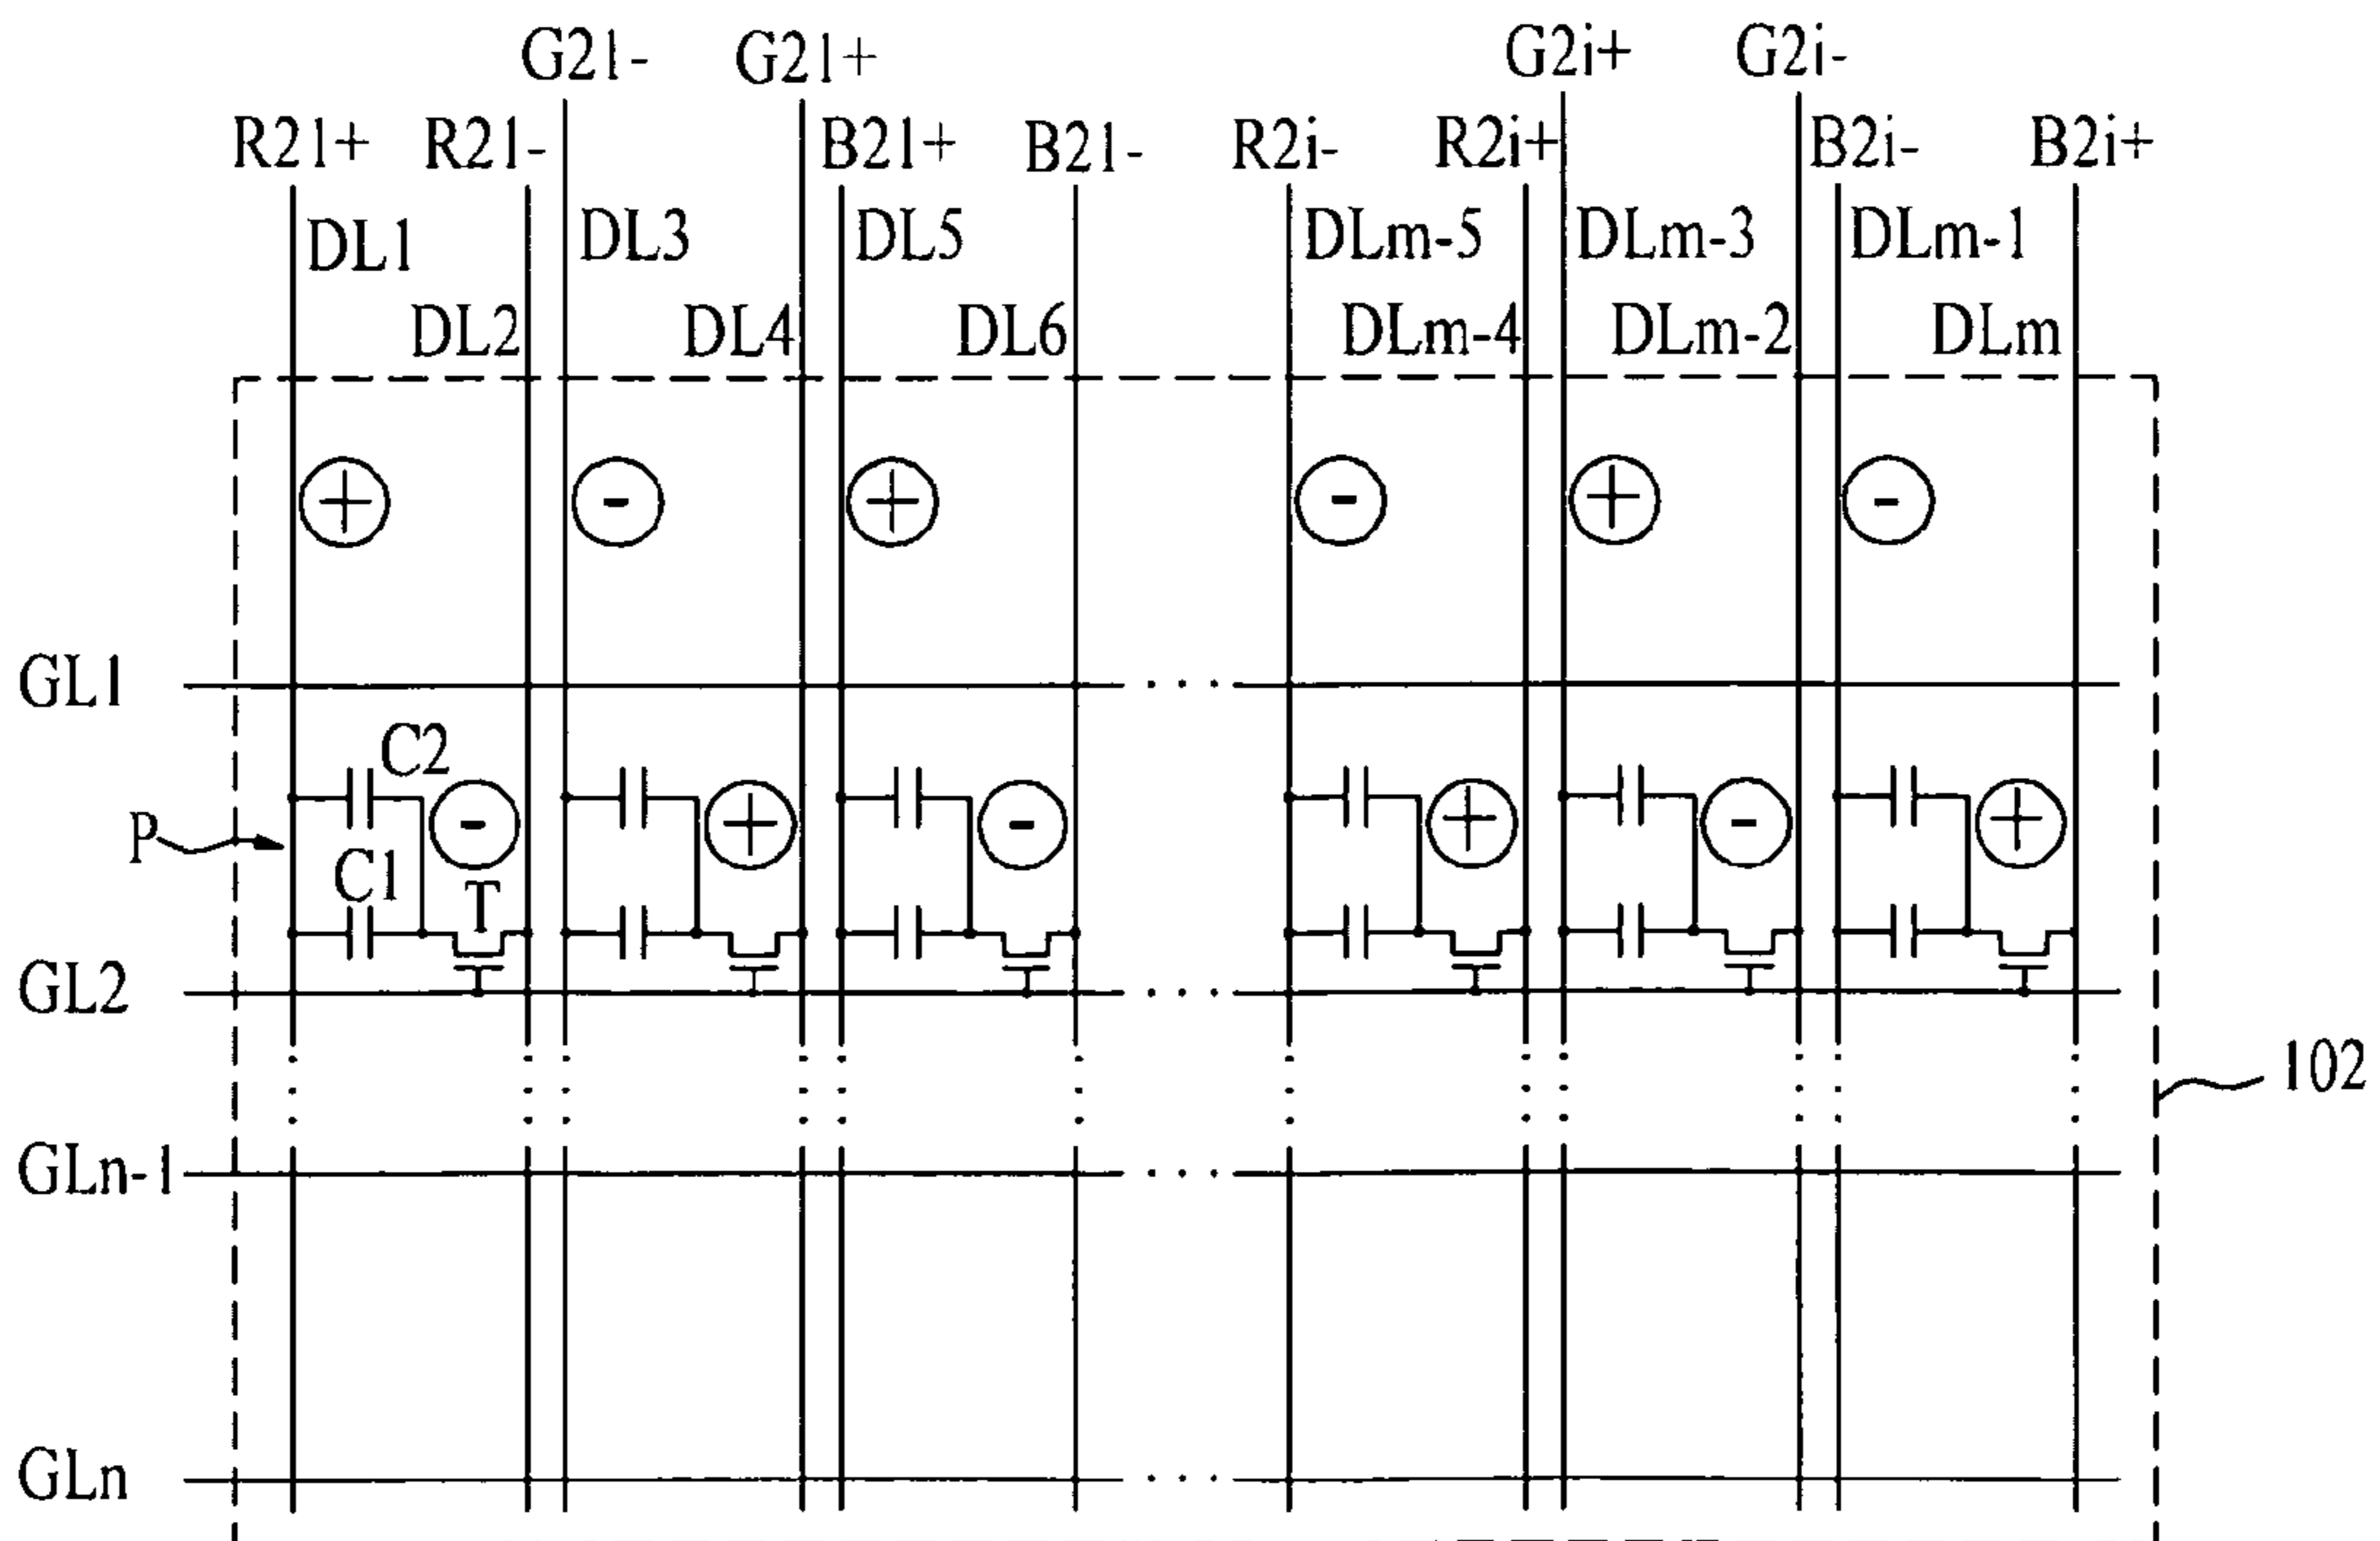 G21- G21+ G2i+ G2i-
R21+ R21- B21+ B21- R2i- R2i+ B2i- B2i+
DL1 DL3 DL5 DLm-5 DLm-3 DLm-1
DL2 DL4 DL6 DLm-4 DLm-2 DLm
+ - + - + -
GL1
C2
- + - + - +
P
C1 T
GL2
102
GLn-1
GLn